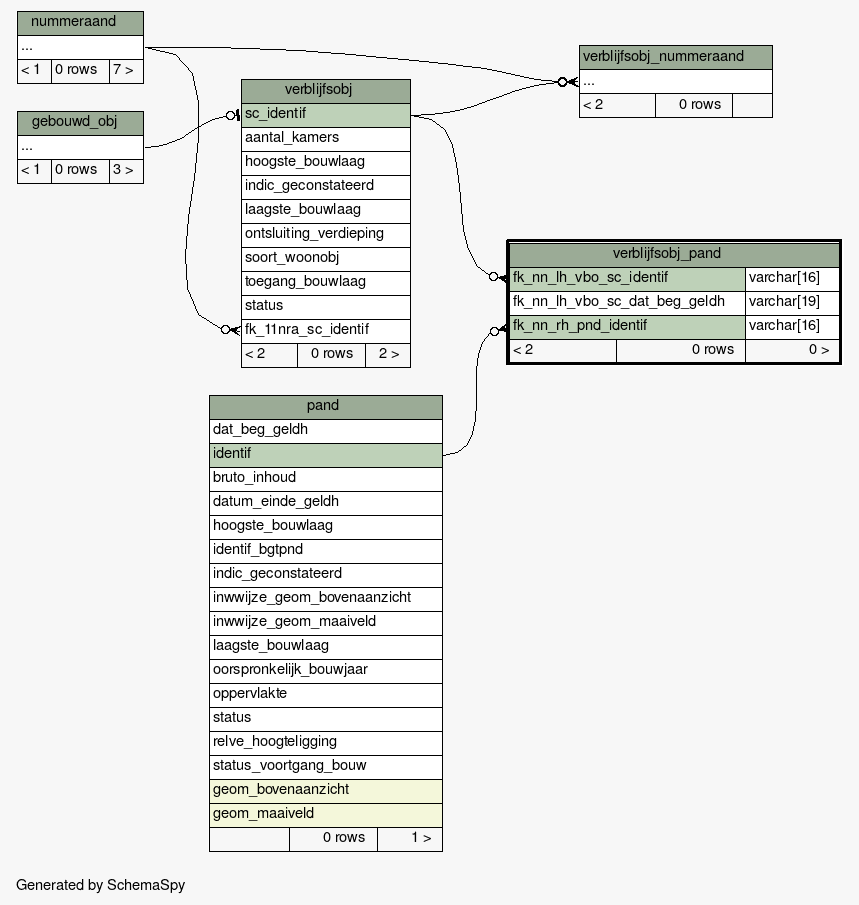 nummeraand
...
< 1 0 rows 7 >
gebouwd_obj
...
< 1 0 rows 3 >
verblijfsobj
sc_identif
aantal_kamers
hoogste_bouwlaag
indic_geconstateerd
laagste_bouwlaag
ontsluiting_verdieping
soort_woonobj
toegang_bouwlaag
status
fk_11nra_sc_identif
< 2 0 rows 2 >
verblijfsobj_nummeraand
...
< 2 0 rows
verblijfsobj_pand
fk_nn_lh_vbo_sc_identif varchar[16]
fk_nn_lh_vbo_sc_dat_beg_geldh varchar[19]
fk_nn_rh_pnd_identif varchar[16]
< 2 0 rows 0 >
pand
dat_beg_geldh
identif
bruto_inhoud
datum_einde_geldh
hoogste_bouwlaag
identif_bgtpnd
indic_geconstateerd
inwwijze_geom_bovenaanzicht
inwwijze_geom_maaiveld
laagste_bouwlaag
oorspronkelijk_bouwjaar
oppervlakte
status
relve_hoogteligging
status_voortgang_bouw
geom_bovenaanzicht
geom_maaiveld
0 rows 1 >
Generated by SchemaSpy